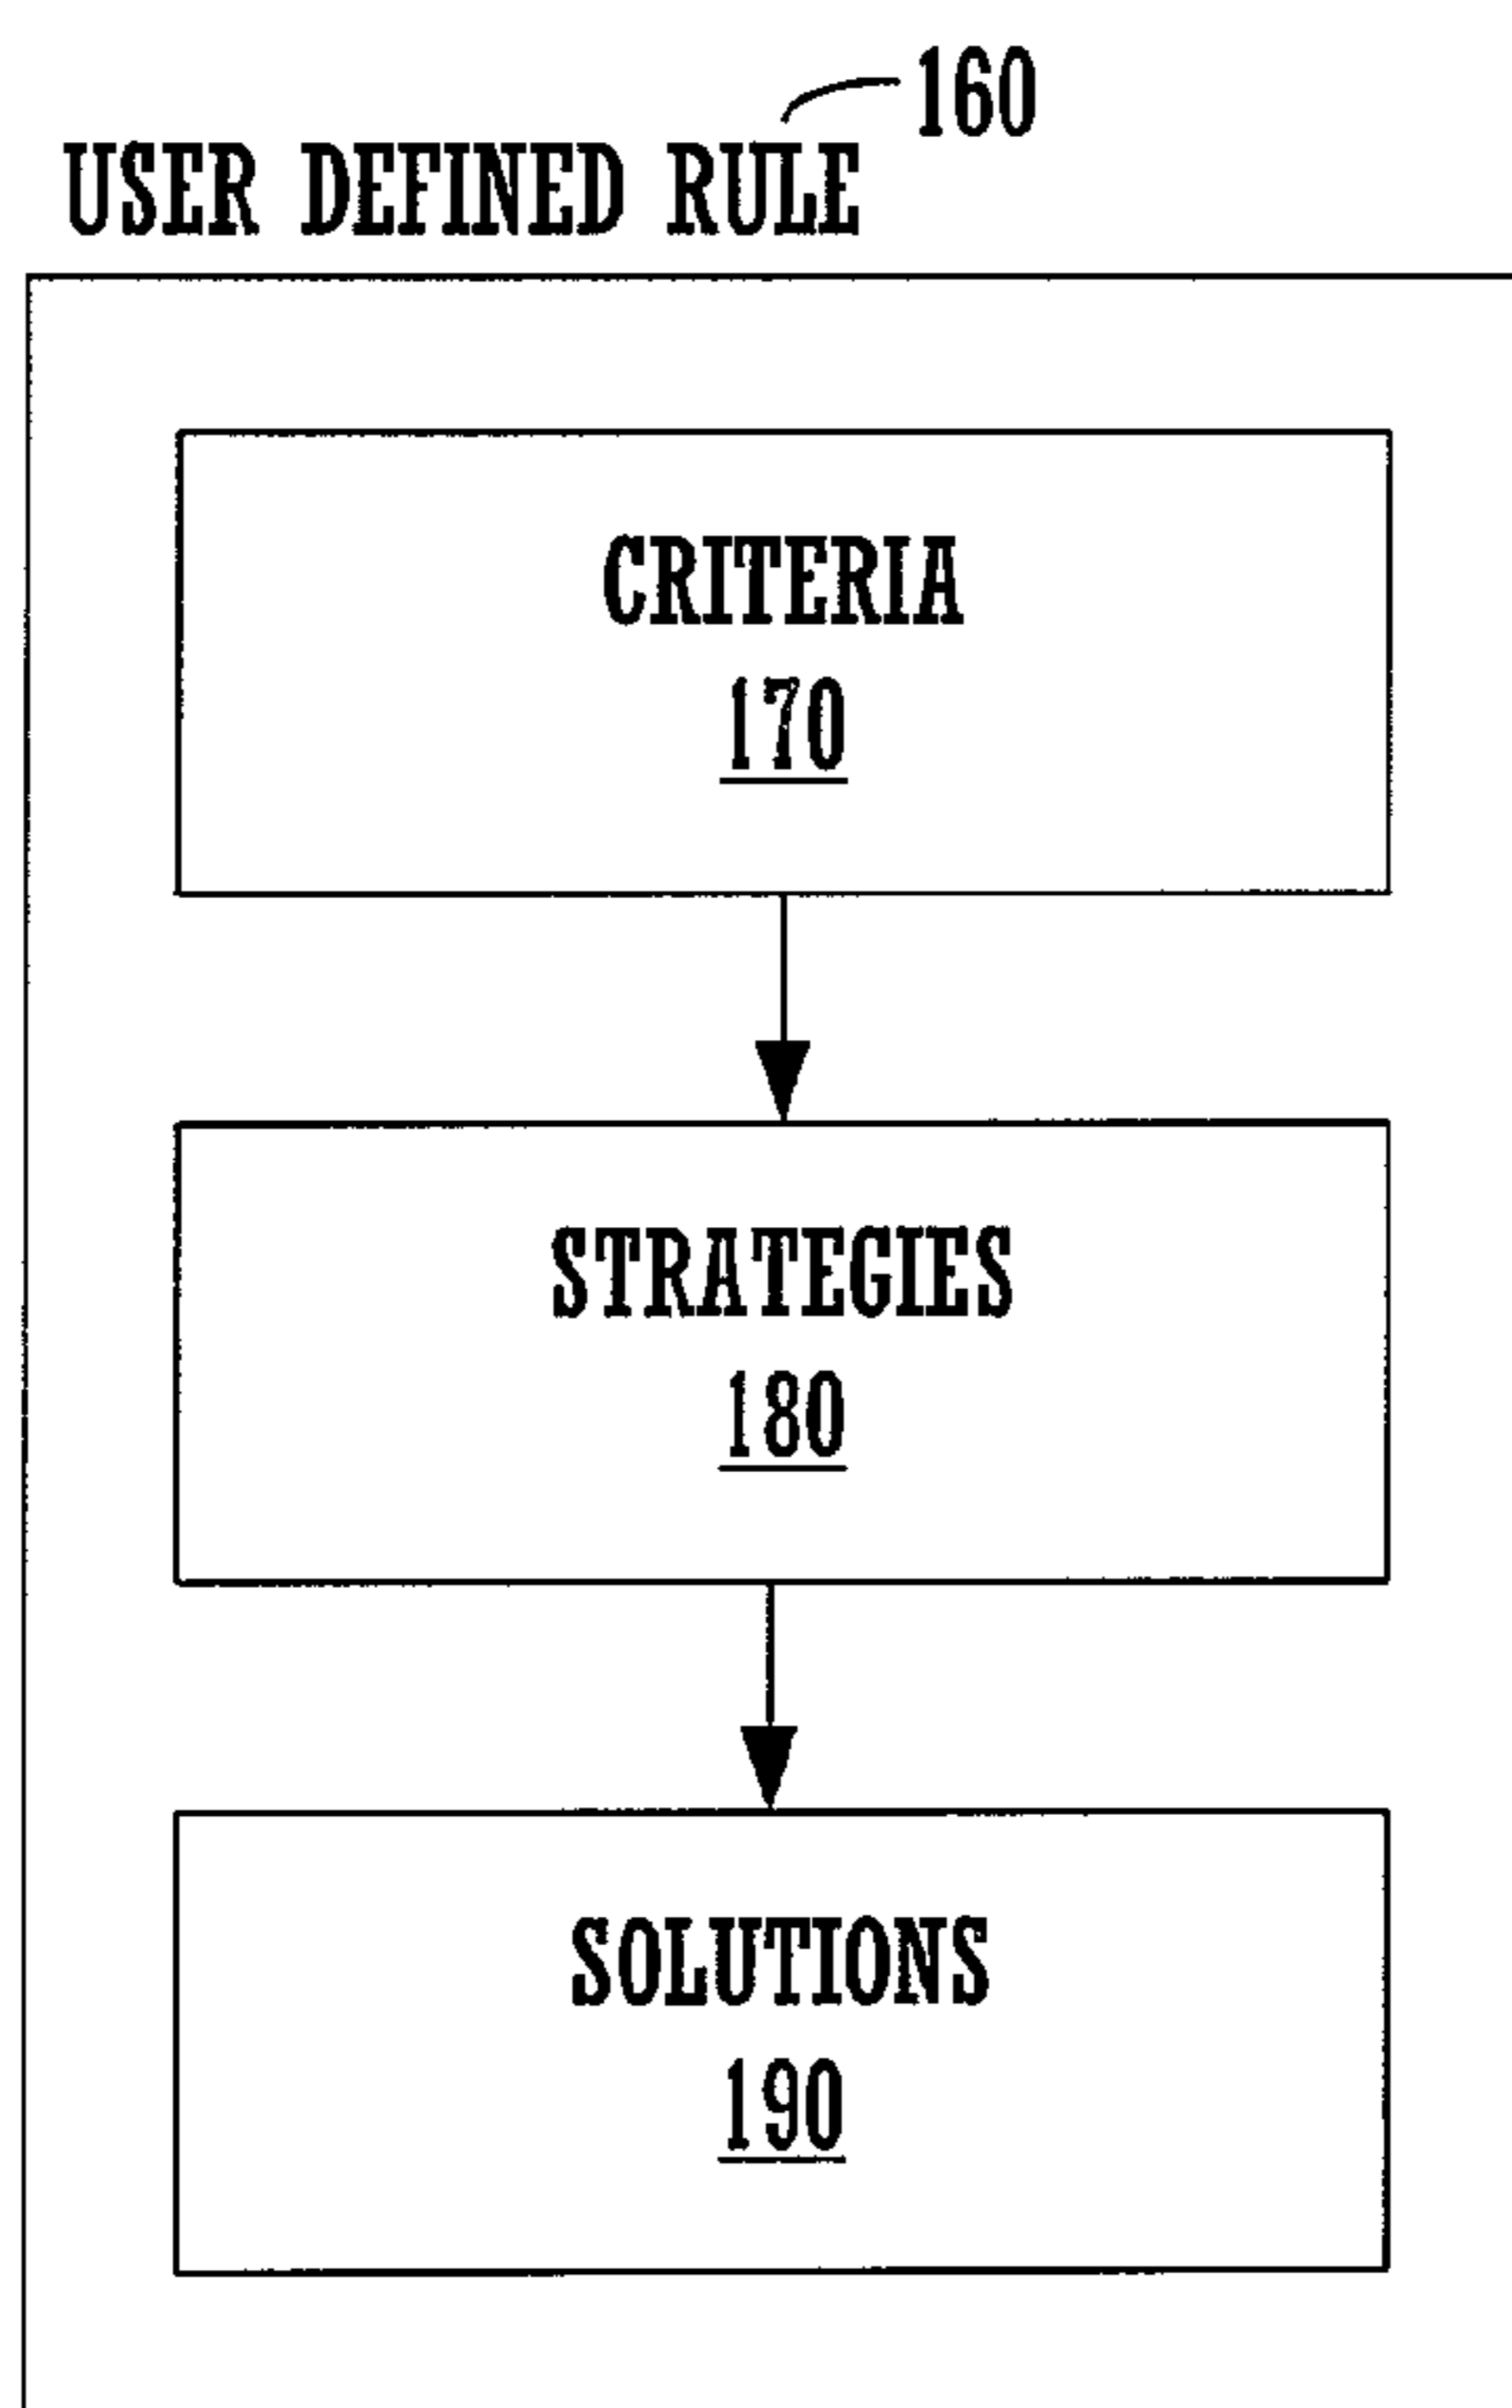 160
USER DEFINED RULE
CRITERIA
170
STRATEGIES
180
SOLUTIONS
190